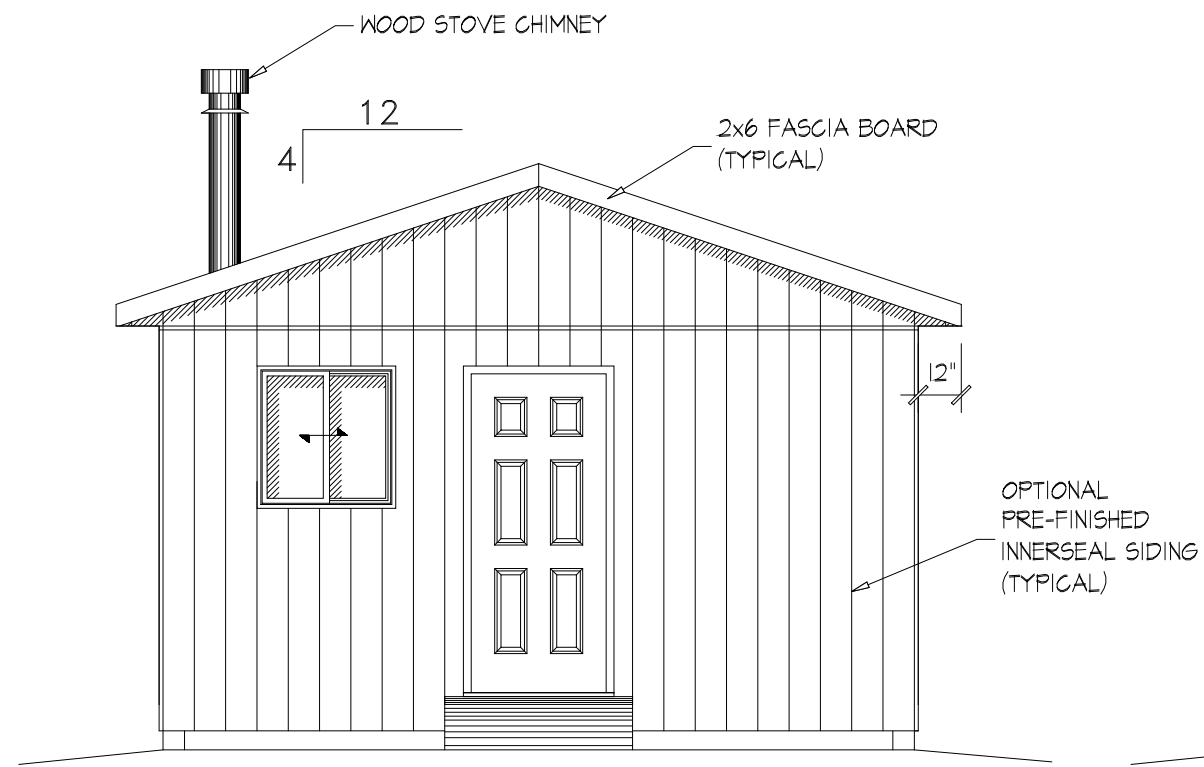 WOOD STOVE CHIMNEY
12
4
2x6 FASCIA BOARD
(TYPICAL)
12"
OPTIONAL
PRE-FINISHED
INNERSEAL SIDING
(TYPICAL)